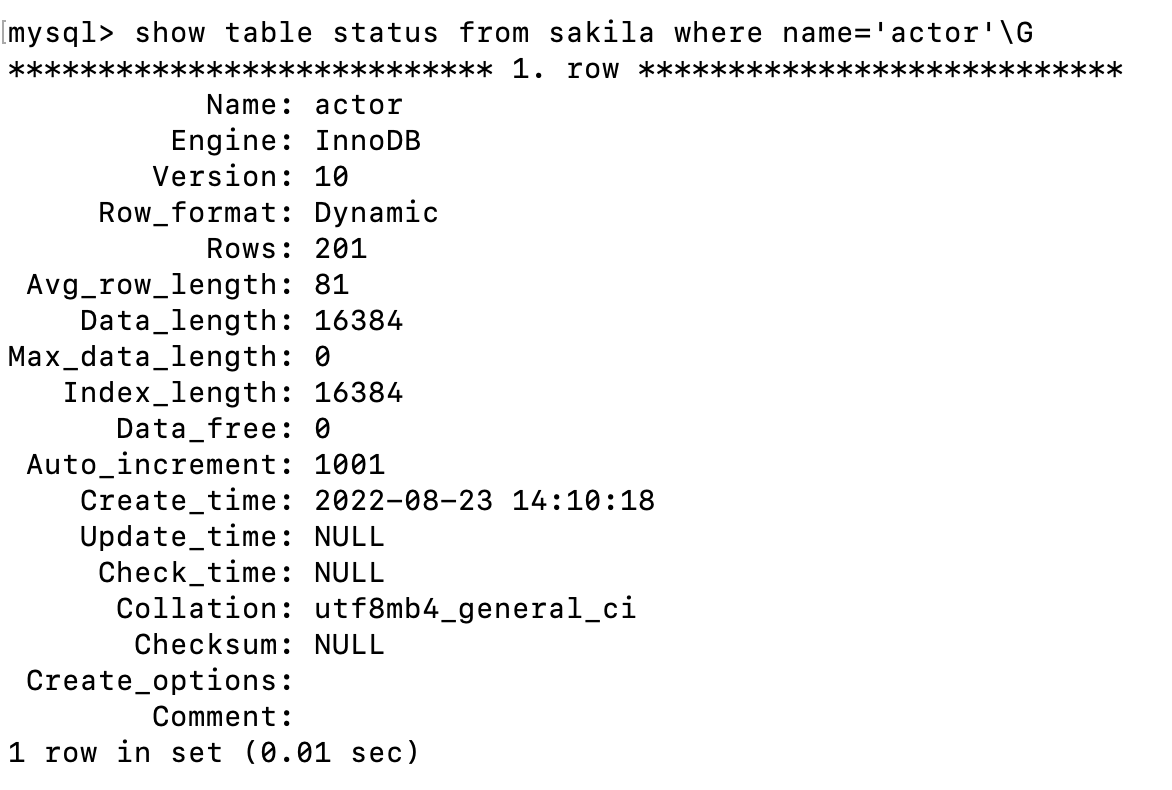 mysql> show table status from sakila where name='actor'\G
*************************** 1. row ***************************
Name: actor
Engine: InnoDB
Version: 10
Row_format: Dynamic
Rows: 201
Avg_row_length: 81
Data_length: 16384
Max_data_length: 0
Index_length: 16384
Data_free: 0
Auto_increment: 1001
Create_time: 2022-08-23 14:10:18
Update_time: NULL
Check_time: NULL
Collation: utf8mb4_general_ci
Checksum: NULL
Create_options:
Comment:
1 row in set (0.01 sec)